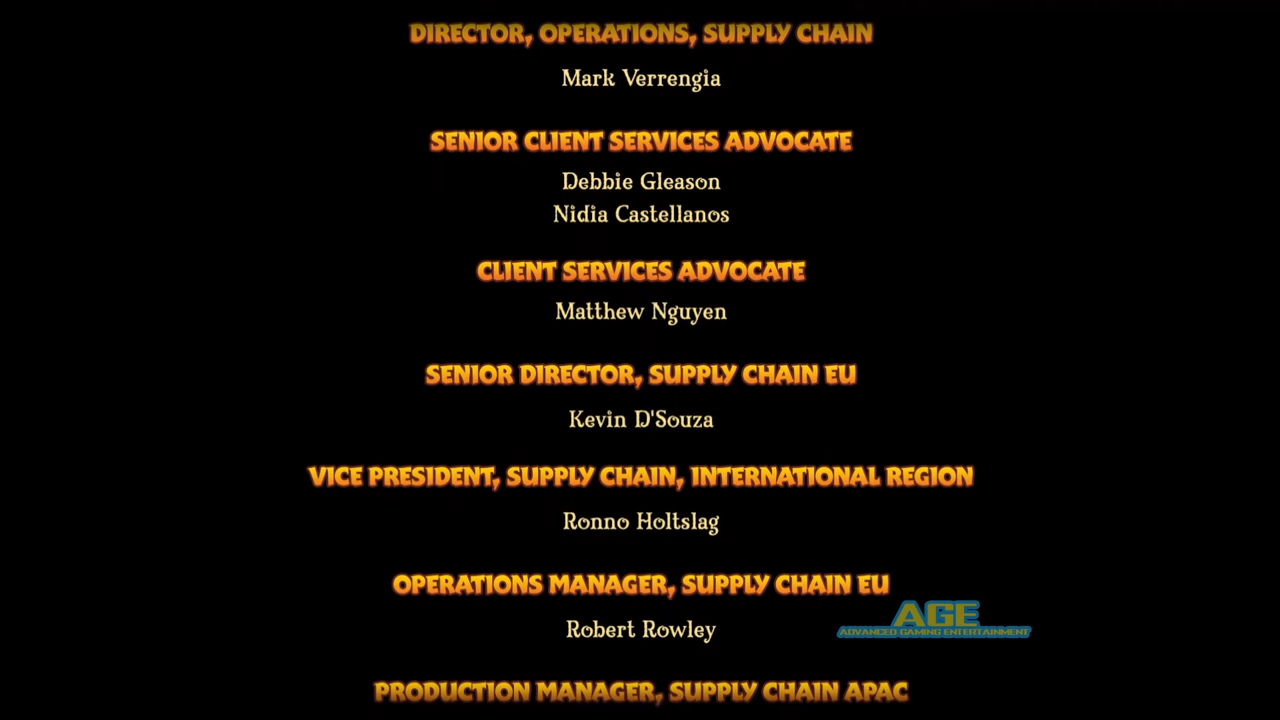 DIRECTOR, OPERATIONS, SUPPLY CHAIN
Mark Verrengia
SENIOR CLIENT SERVICES ADVOCATE
Debbie Gleason
Nidia Castellanos
CLIENT SERVICES ADVOCATE
Matthew Nguyen
SENIOR DIRECTOR, SUPPLY CHAIN EU
Kevin D'Souza
VICE PRESIDENT, SUPPLY CHAIN, INTERNATIONAL REGION
Ronno Holtslag
OPERATIONS MANAGER, SUPPLY CHAIN EU
Robert Rowley
AGE
ADVANCED GAMING ENTERTAINMENT
PRODUCTION MANAGER, SUPPLY CHAIN APAC